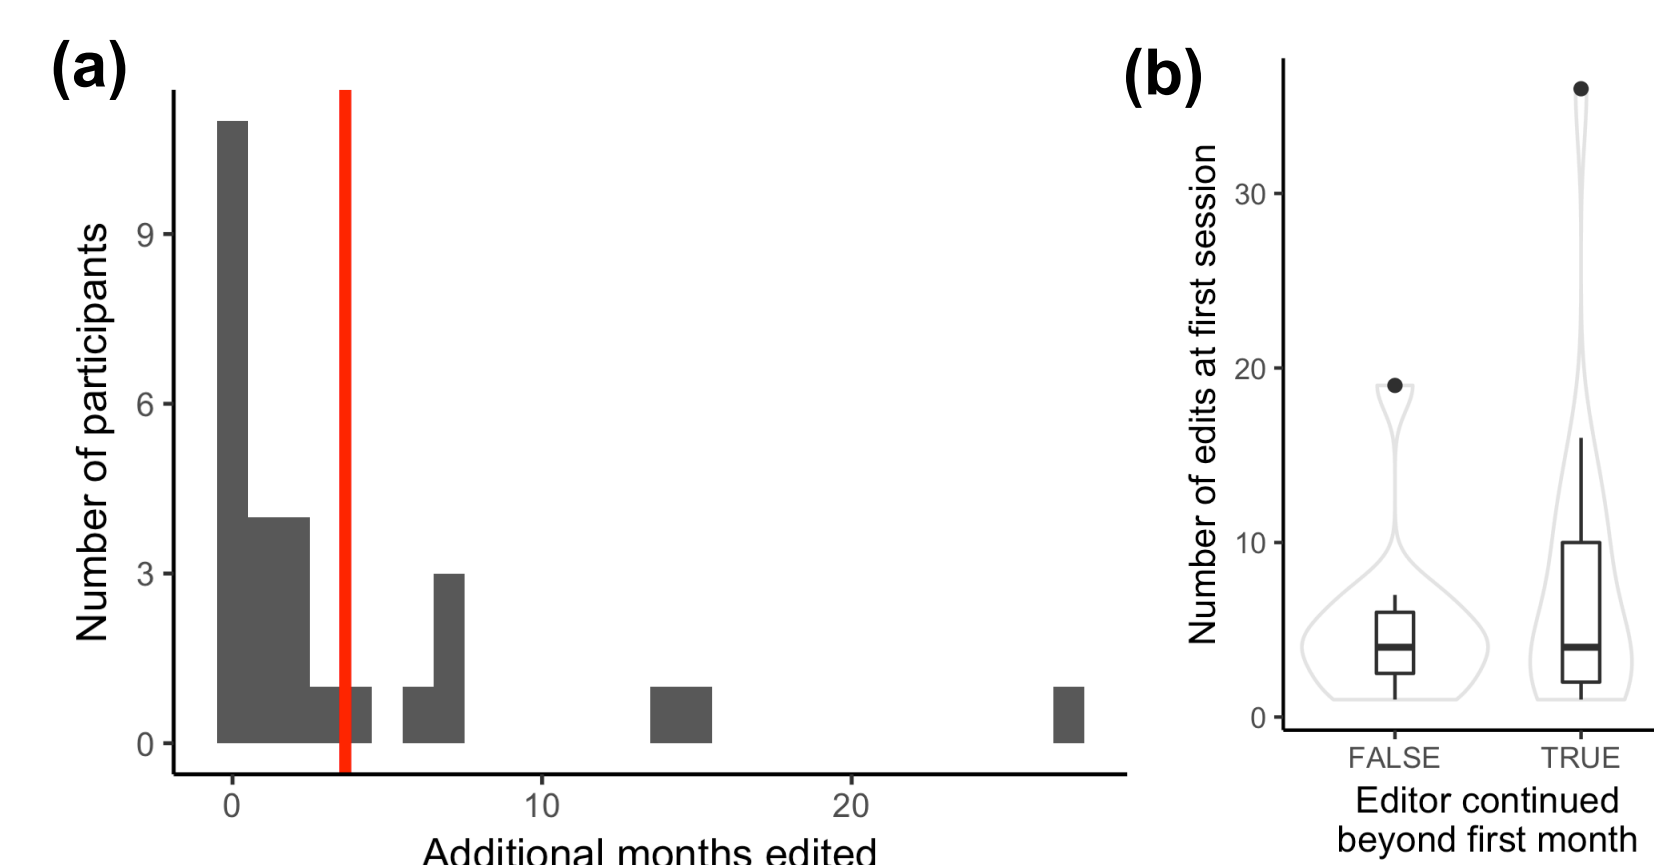 (a)
Number of participants
9
6
3
0
0
10
20
Additional months edited
(b)
Number of edits at first session
30
20
10
0
FALSE
TRUE
Editor continued
beyond first month